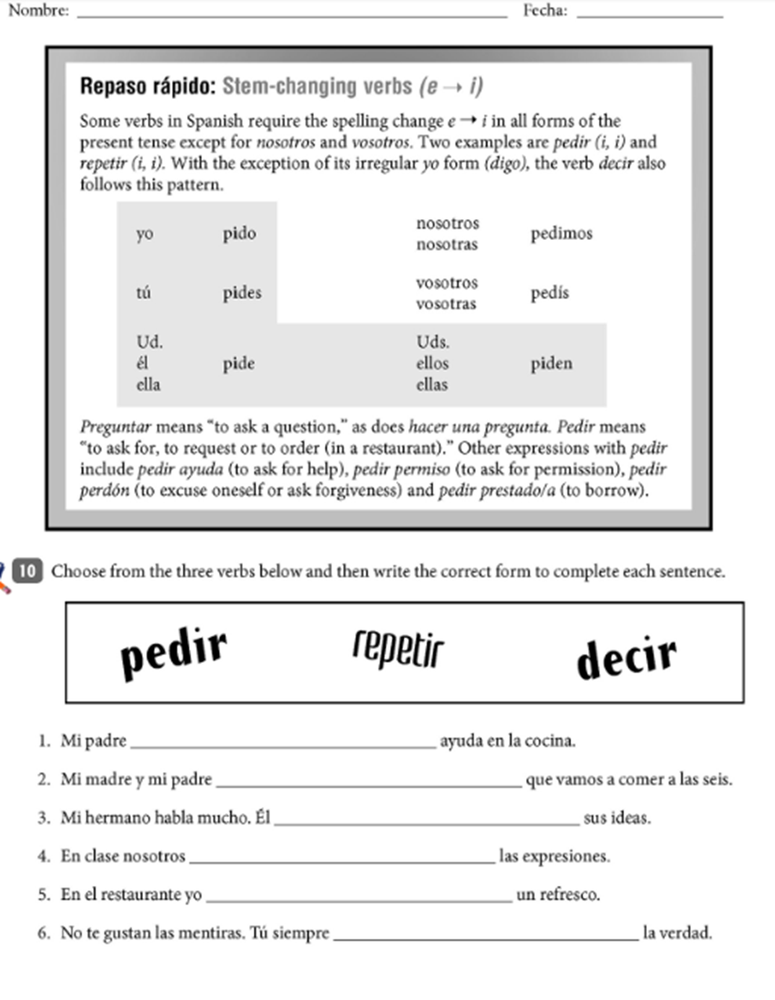 Nombre: Fecha:
Repaso rápido: Stem-changing verbs (e → i)
Some verbs in Spanish require the spelling change e → i in all forms of the
present tense except for nosotros and vosotros. Two examples are pedir (i, i) and
repetir (i, i). With the exception of its irregular yo form (digo), the verb decir also
follows this pattern.
yo pido nosotros nosotras pedimos
tú pides vosotros vosotras pedís
Ud. Uds.
él pide ellos piden
ella ellas
Preguntar means "to ask a question," as does hacer una pregunta. Pedir means
"to ask for, to request or to order (in a restaurant)." Other expressions with pedir
include pedir ayuda (to ask for help), pedir permiso (to ask for permission), pedir
perdón (to excuse oneself or ask forgiveness) and pedir prestado/a (to borrow).
10 Choose from the three verbs below and then write the correct form to complete each sentence.
pedir repetir decir
1. Mi padre ayuda en la cocina.
2. Mi madre y mi padre que vamos a comer a las seis.
3. Mi hermano habla mucho. Él sus ideas.
4. En clase nosotros las expresiones.
5. En el restaurante yo un refresco.
6. No te gustan las mentiras. Tú siempre la verdad.